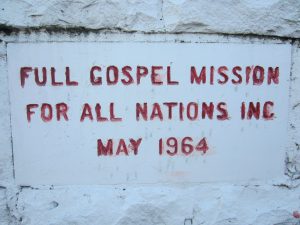 FULL GOSPEL MISSION
FOR ALL NATIONS INC
MAY 1964